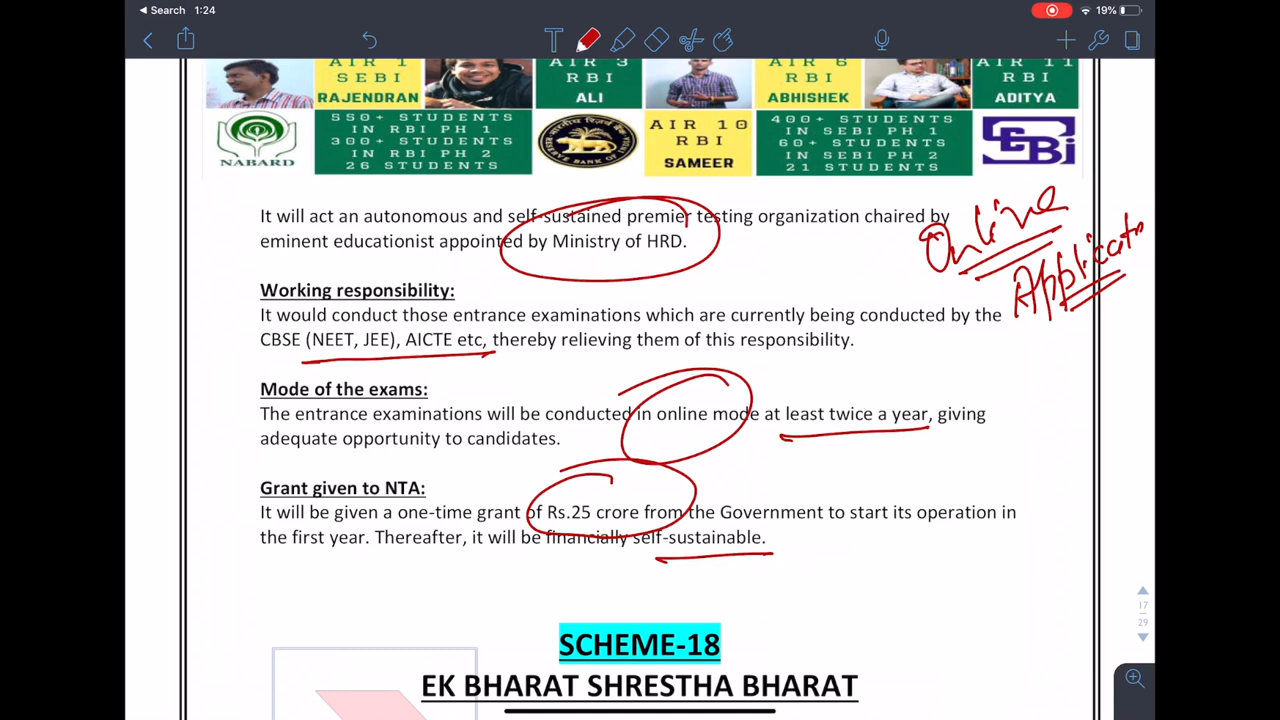 Search 1:24
19%
AIR 1
SEBI
RAJENDRAN
AIR 3
RBI
ALI
AIR 6
RBI
ABHISHEK
AIR 11
RBI
ADITYA
NABARD
550+ STUDENTS
IN RBI PH 1
300+ STUDENTS
IN RBI PH 2
26 STUDENTS
भारतीय रिज़र्व बैंक
RESERVE BANK OF INDIA
AIR 10
RBI
SAMEER
400+ STUDENTS
IN SEBI PH 1
60+ STUDENTS
IN SEBI PH 2
21 STUDENTS
SEBI
It will act an autonomous and self-sustained premier testing organization chaired by
eminent educationist appointed by Ministry of HRD.
Online
Applicato
Working responsibility:
It would conduct those entrance examinations which are currently being conducted by the
CBSE (NEET, JEE), AICTE etc, thereby relieving them of this responsibility.
Mode of the exams:
The entrance examinations will be conducted in online mode at least twice a year, giving
adequate opportunity to candidates.
Grant given to NTA:
It will be given a one-time grant of Rs.25 crore from the Government to start its operation in
the first year. Thereafter, it will be financially self-sustainable.
17
29
SCHEME-18
EK BHARAT SHRESTHA BHARAT